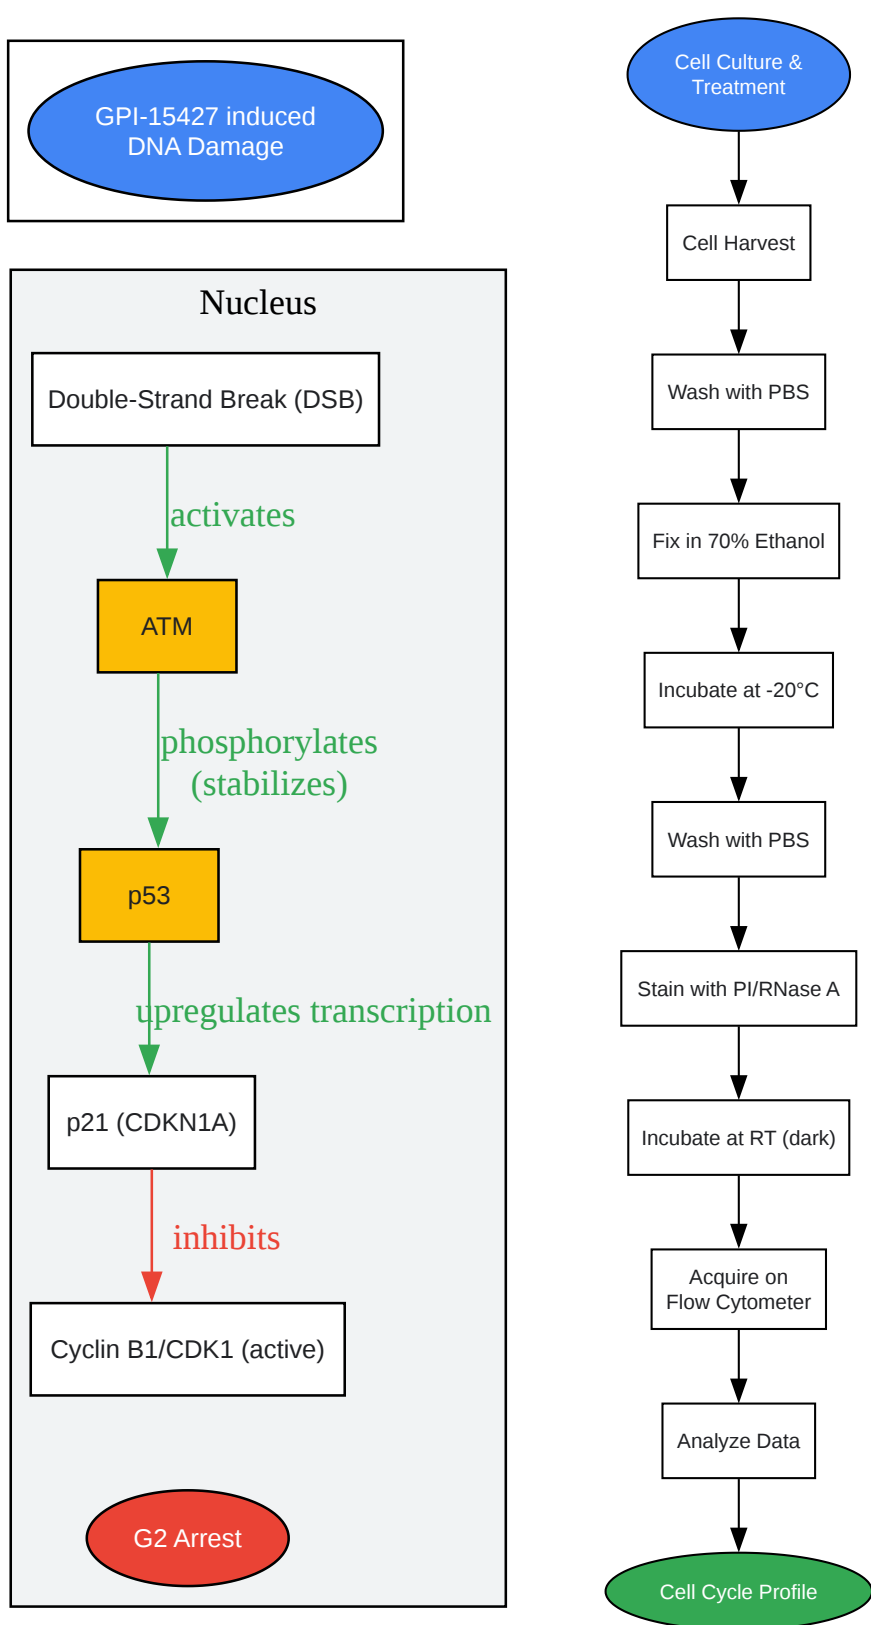 GPI-15427 induced
DNA Damage
Nucleus
Double-Strand Break (DSB)
activates
ATM
phosphorylates
(stabilizes)
p53
upregulates transcription
p21 (CDKN1A)
inhibits
Cyclin B1/CDK1 (active)
G2 Arrest
Cell Culture &
Treatment
Cell Harvest
Wash with PBS
Fix in 70% Ethanol
Incubate at -20°C
Wash with PBS
Stain with PI/RNase A
Incubate at RT (dark)
Acquire on
Flow Cytometer
Analyze Data
Cell Cycle Profile